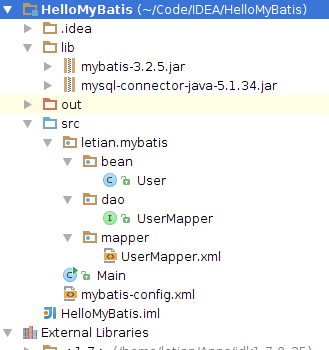 HelloMyBatis (~/Code/IDEA/HelloMyBatis)
.idea
lib
mybatis-3.2.5.jar
mysql-connector-java-5.1.34.jar
out
src
letian.mybatis
bean
C User
dao
I UserMapper
mapper
UserMapper.xml
C Main
mybatis-config.xml
HelloMyBatis.iml
External Libraries